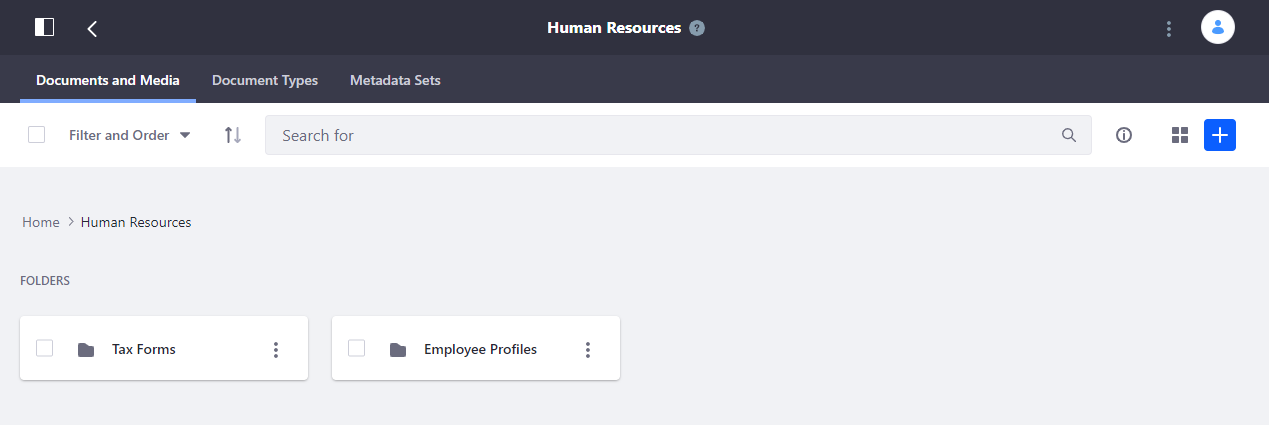 Human Resources ?
Documents and Media Document Types Metadata Sets
Filter and Order Search for
Home Human Resources
FOLDERS
Tax Forms Employee Profiles